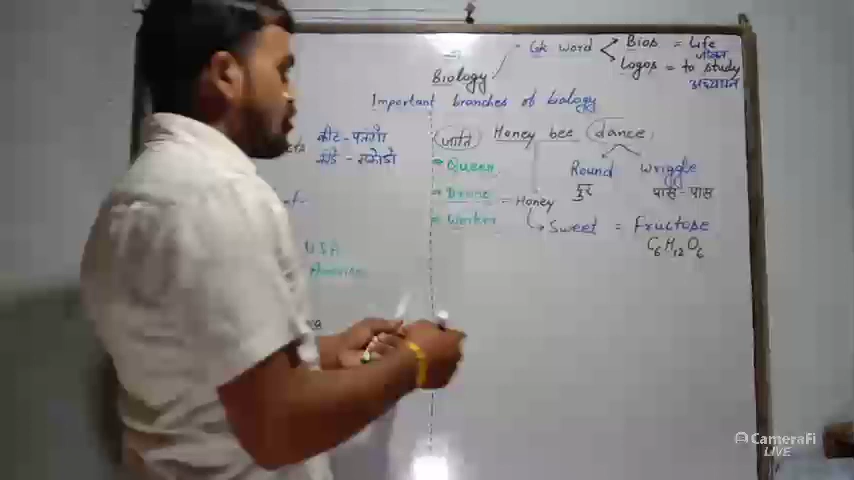 Biology
Gk word
Bios = Life
जीवन
Logos = to study
अध्ययन
Important branches of biology
कीट - पतंगो
(जाति) Honey bee dance,
Queen
Drone = Honey
Worker
Round
wriggle
दूर
पास - पास
Sweet = Fructose
C6H12O6
USA
CameraFi
LIVE